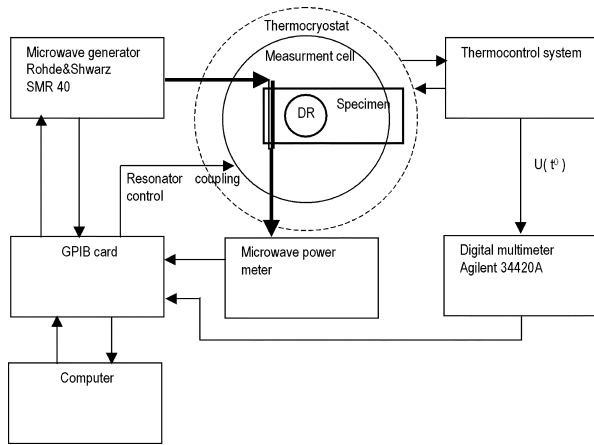 Thermocryostat
Microwave generator
Rohde&Shwarz
SMR 40
Measurment cell
Thermocontrol system
DR
Specimen
Resonator coupling
control
U( t⁰ )
GPIB card
Microwave power
meter
Digital multimeter
Agilent 34420A
Computer